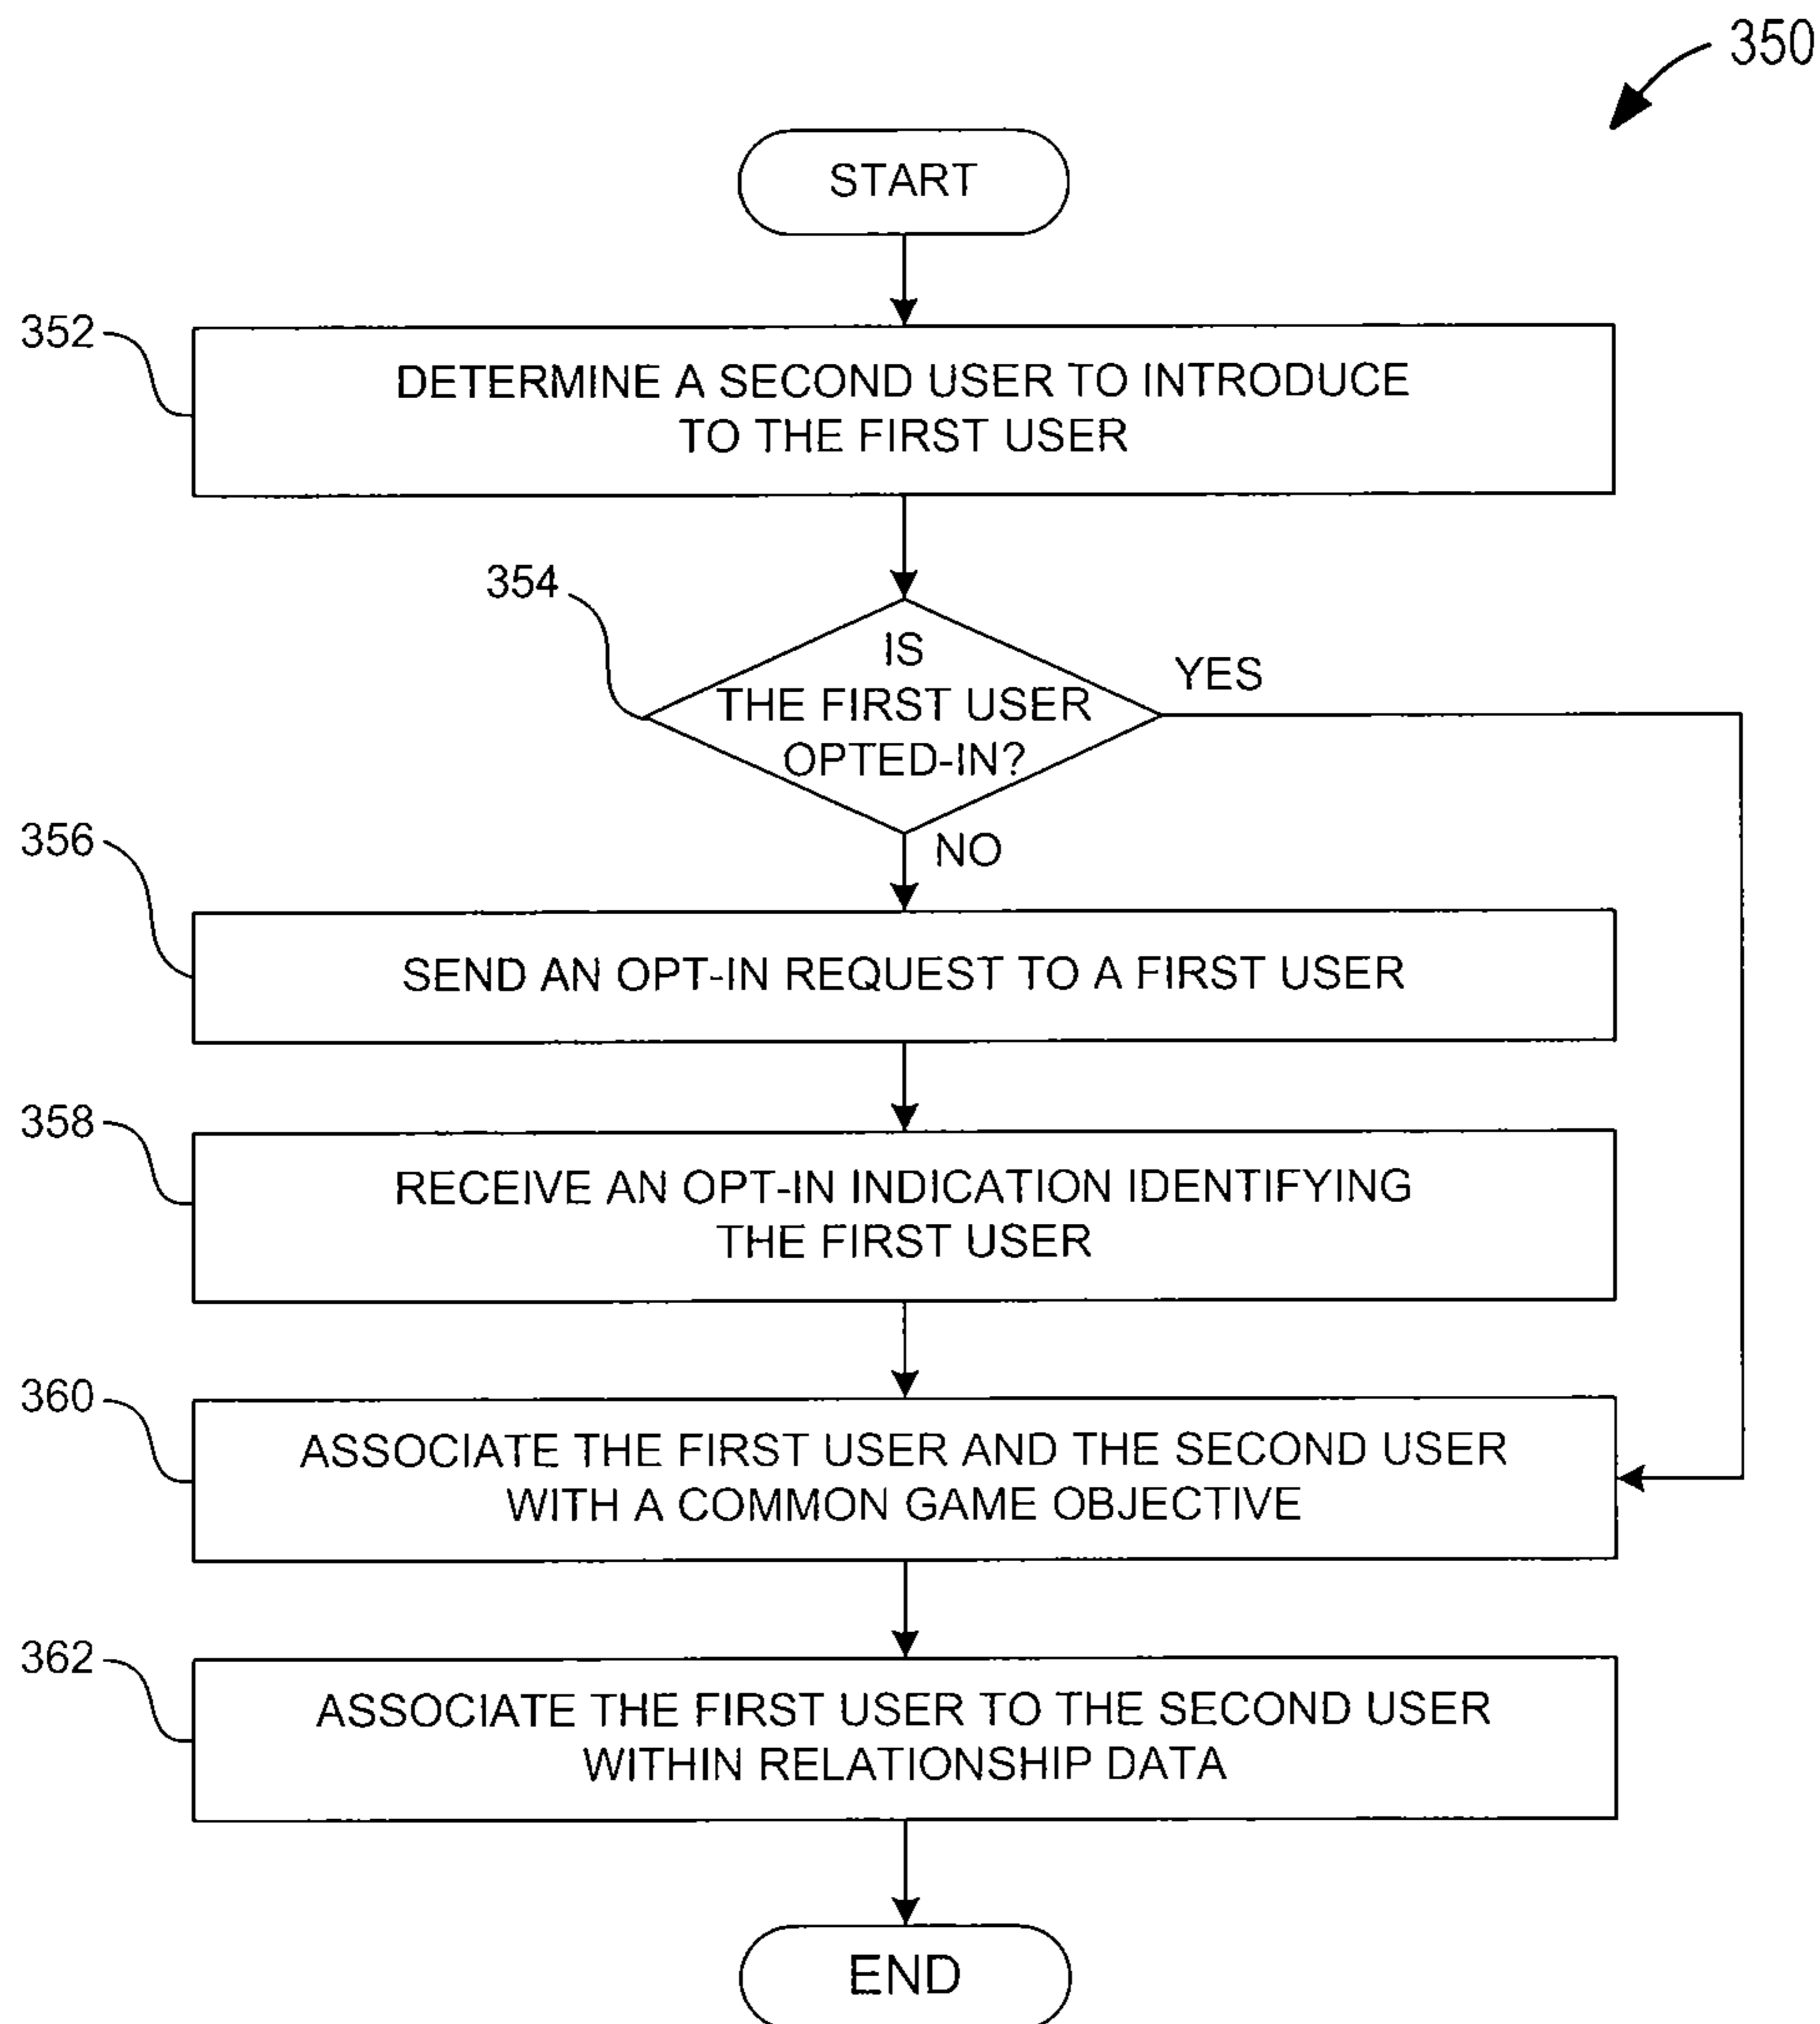 350
START
352
DETERMINE A SECOND USER TO INTRODUCE
TO THE FIRST USER
354
IS
THE FIRST USER
OPTED-IN?
YES
NO
356
SEND AN OPT-IN REQUEST TO A FIRST USER
358
RECEIVE AN OPT-IN INDICATION IDENTIFYING
THE FIRST USER
360
ASSOCIATE THE FIRST USER AND THE SECOND USER
WITH A COMMON GAME OBJECTIVE
362
ASSOCIATE THE FIRST USER TO THE SECOND USER
WITHIN RELATIONSHIP DATA
END